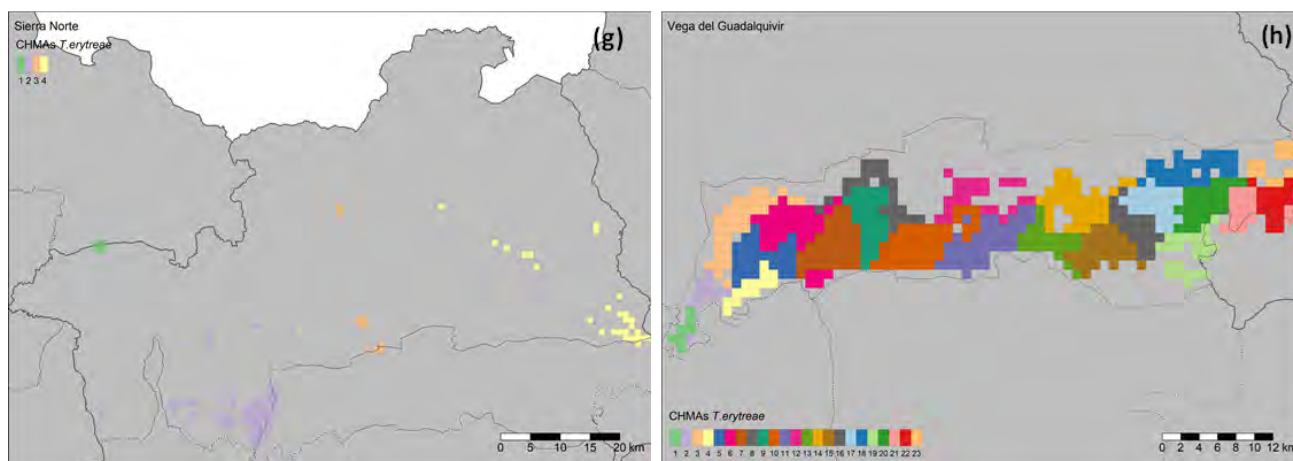 Sierra Norte
(g)
CHMAs T.erytreae
1 2 3 4
0 5 10 15 20 km
Vega del Guadalquivir
(h)
CHMAs T.erytreae
1 2 3 4 5 6 7 8 9 10 11 12 13 14 15 16 17 18 19 20 21 22 23
0 2 4 6 8 10 12 km